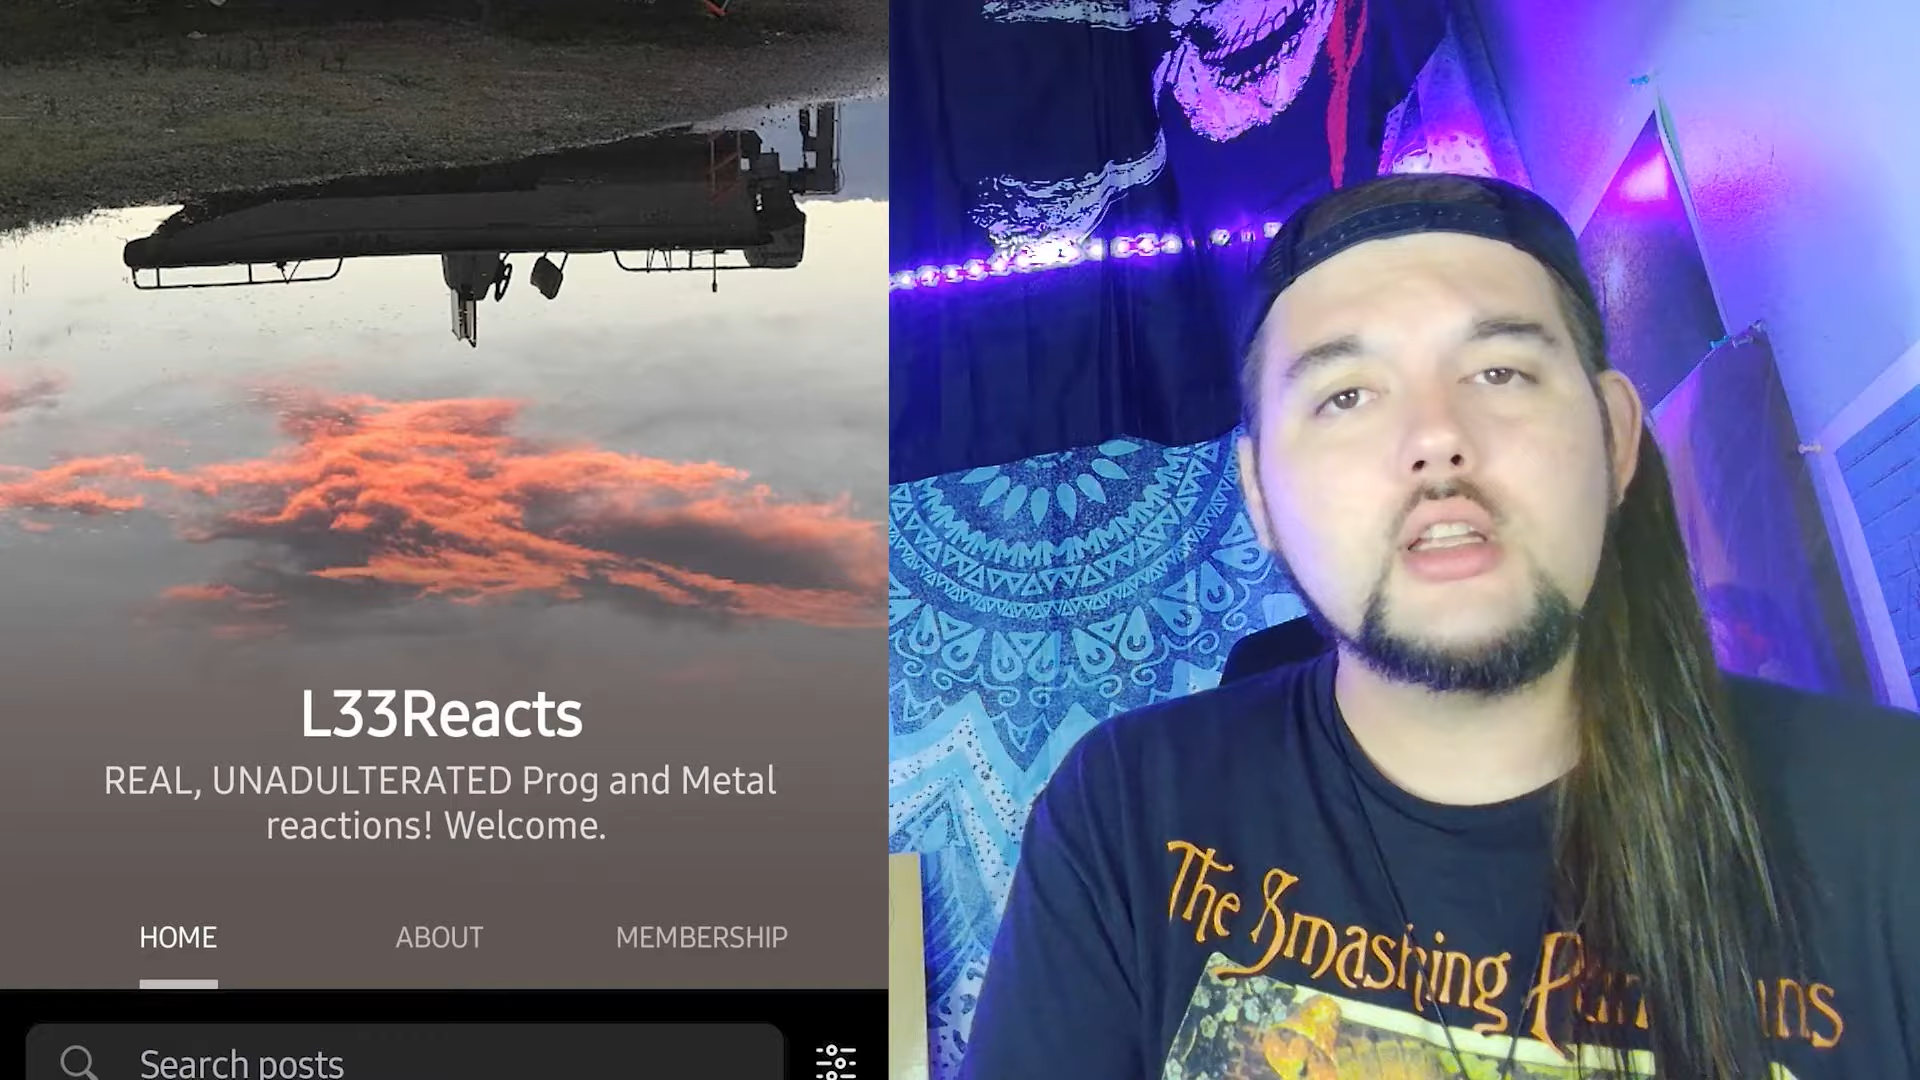 L33Reacts
REAL, UNADULTERATED Prog and Metal
reactions! Welcome.
HOME ABOUT MEMBERSHIP
Search posts
The Smashing